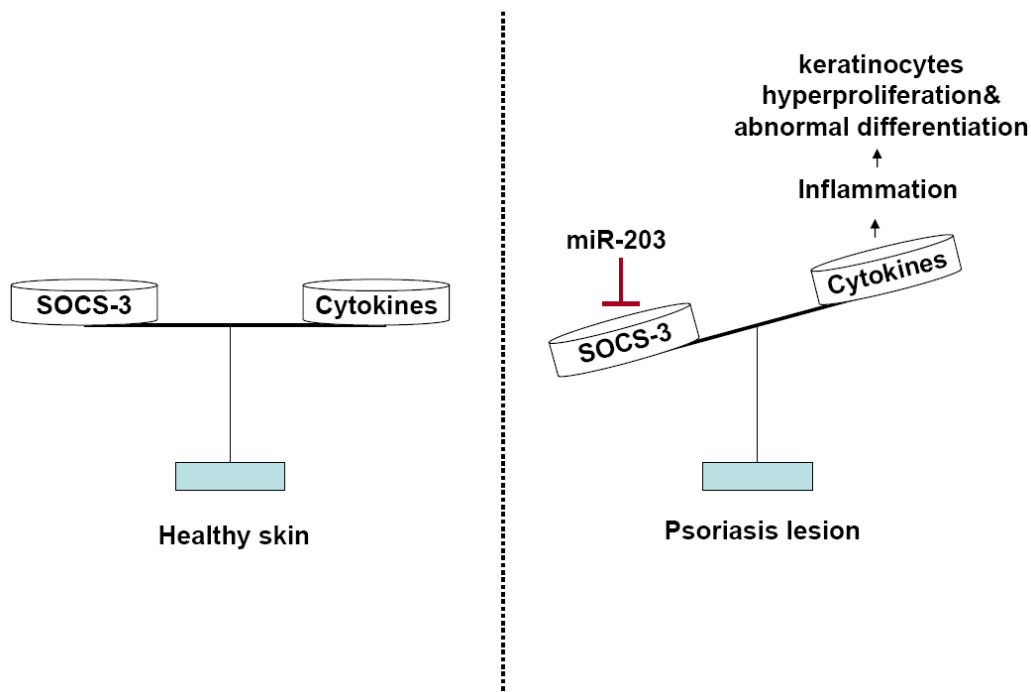 SOCS-3
Cytokines
Healthy skin
keratinocytes
hyperproliferation&
abnormal differentiation
Inflammation
miR-203
Cytokines
SOCS-3
Psoriasis lesion